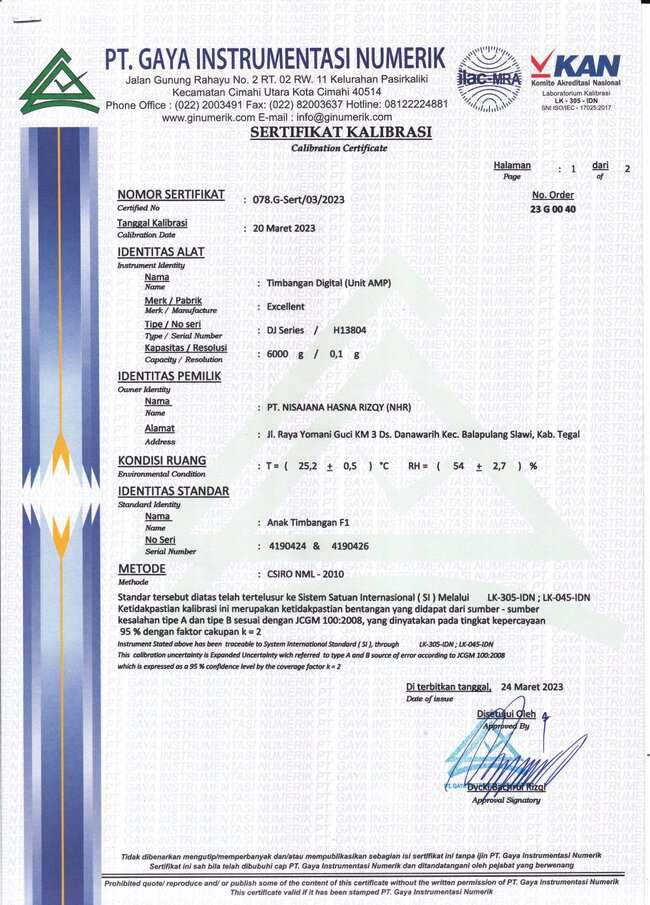 PT. GAYA INSTRUMENTASI NUMERIK
Jalan Gunung Rahayu No. 2 RT. 02 RW. 11 Kelurahan Pasirkaliki
Kecamatan Cimahi Utara Kota Cimahi 40514
Phone Office : (022) 2003491 Fax: (022) 82003637 Hotline: 08122224881
www.ginumerik.com E-mail : info@ginumerik.com
ilac-MRA
KAN
Komite Akreditasi Nasional
Laboratorium Kalibrasi
LK - 305 - IDN
SNI ISO/IEC - 17025:2017
SERTIFIKAT KALIBRASI
Calibration Certificate
Halaman : 1 dari 2
Page of
NOMOR SERTIFIKAT : 078.G-Sert/03/2023
Certified No
No. Order
23 G 00 40
Tanggal Kalibrasi : 20 Maret 2023
Calibration Date
IDENTITAS ALAT
Instrument Identity
Nama : Timbangan Digital (Unit AMP)
Name
Merk / Pabrik : Excellent
Merk / Manufacture
Tipe / No seri : DJ Series / H13804
Type / Serial Number
Kapasitas / Resolusi : 6000 g / 0,1 g
Capacity / Resolution
IDENTITAS PEMILIK
Owner Identity
Nama : PT. NISAJANA HASNA RIZQY (NHR)
Name
Alamat : Jl. Raya Yomani Guci KM 3 Ds. Danawarih Kec. Balapulang Slawi, Kab. Tegal
Address
KONDISI RUANG : T = ( 25,2 ± 0,5 ) °C RH = ( 54 ± 2,7 ) %
Environmental Condition
IDENTITAS STANDAR
Standard Identity
Nama : Anak Timbangan F1
Name
No Seri : 4190424 & 4190426
Serial Number
METODE : CSIRO NML - 2010
Methode
Standar tersebut diatas telah tertelusur ke Sistem Satuan Internasional ( SI ) Melalui LK-305-IDN ; LK-045-IDN
Ketidakpastian kalibrasi ini merupakan ketidakpastian bentangan yang didapat dari sumber - sumber
kesalahan tipe A dan tipe B sesuai dengan JCGM 100:2008, yang dinyatakan pada tingkat kepercayaan
95 % dengan faktor cakupan k = 2
Instrument Stated above has been traceable to System International Standard ( SI ), through LK-305-IDN ; LK-045-IDN
This calibration uncertainty is Expanded Uncertainty wich referred to type A and B source of error according to JCGM 100:2008
which is expressed as a 95 % confidence level by the coverage factor k = 2
Di terbitkan tanggal, 24 Maret 2023
Date of issue
Disetujui Oleh
Approved By
PT. GAYA
Dycki Bachrul Rizqi
Approval Signatory
Tidak dibenarkan mengutip/memperbanyak dan/atau mempublikasikan sebagian isi sertifikat ini tanpa ijin PT. Gaya Instrumentasi Numerik
Sertifikat ini sah bila telah dibubuhi cap PT. Gaya Instrumentasi Numerik dan ditandatangani oleh pejabat yang berwenang
Prohibited quote/ reproduce and/ or publish some of the content of this certificate without the written permission of PT. Gaya Instrumentasi Numerik
This certificate valid if it has been stamped PT. Gaya Instrumentasi Numerik